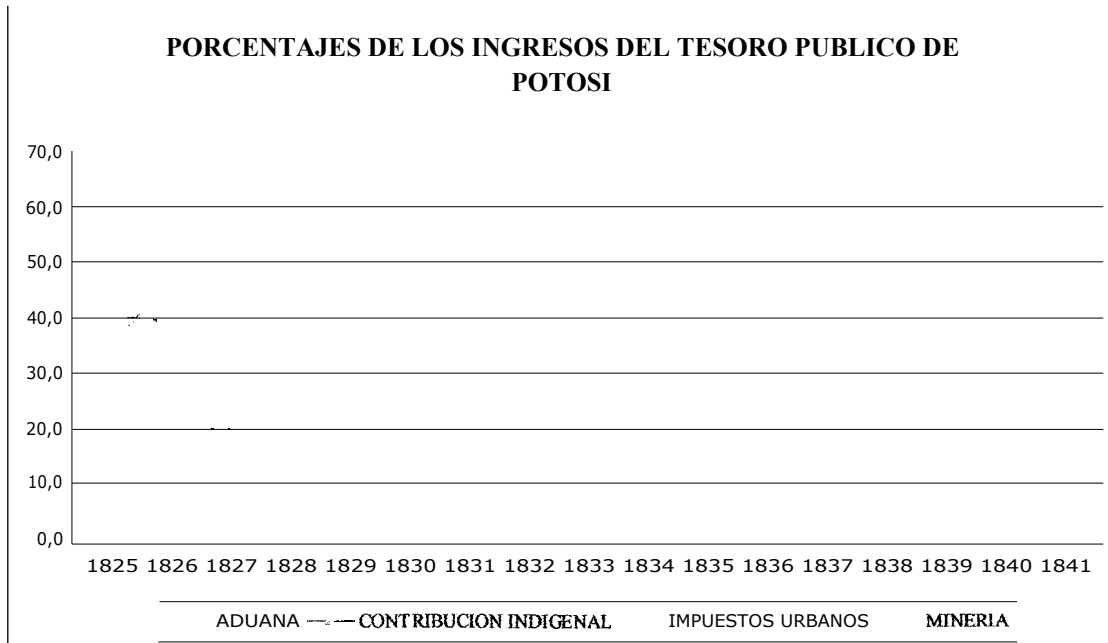 PORCENTAJES DE LOS INGRESOS DEL TESORO PUBLICO DE
POTOSI
70,0
60,0
50,0
40,0
30,0
20,0
10,0
0,0
1825 1826 1827 1828 1829 1830 1831 1832 1833 1834 1835 1836 1837 1838 1839 1840 1841
ADUANA CONTRIBUCION INDIGENAL IMPUESTOS URBANOS MINERIA